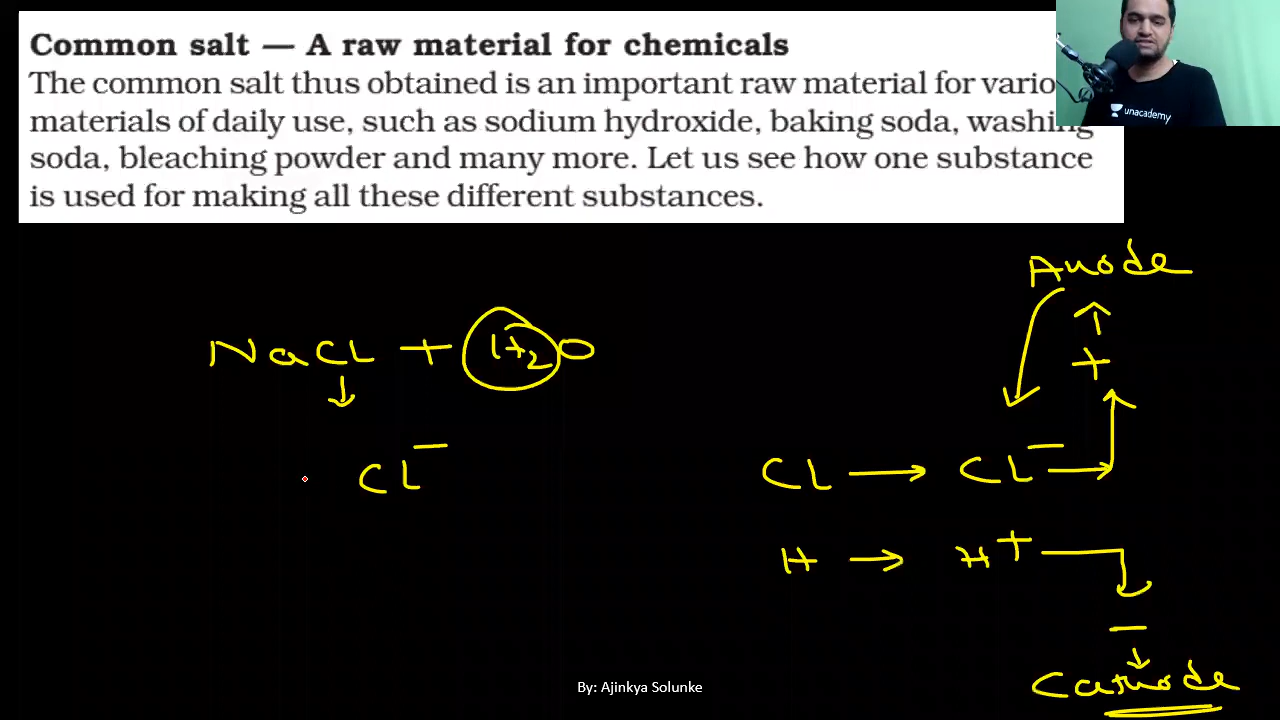 Common salt — A raw material for chemicals
The common salt thus obtained is an important raw material for vario
materials of daily use, such as sodium hydroxide, baking soda, washing
soda, bleaching powder and many more. Let us see how one substance
is used for making all these different substances.
unacademy
Anode
+
NaCl + H2O
Cl⁻
Cl → Cl⁻
H → H+
−
Cathode
By: Ajinkya Solunke